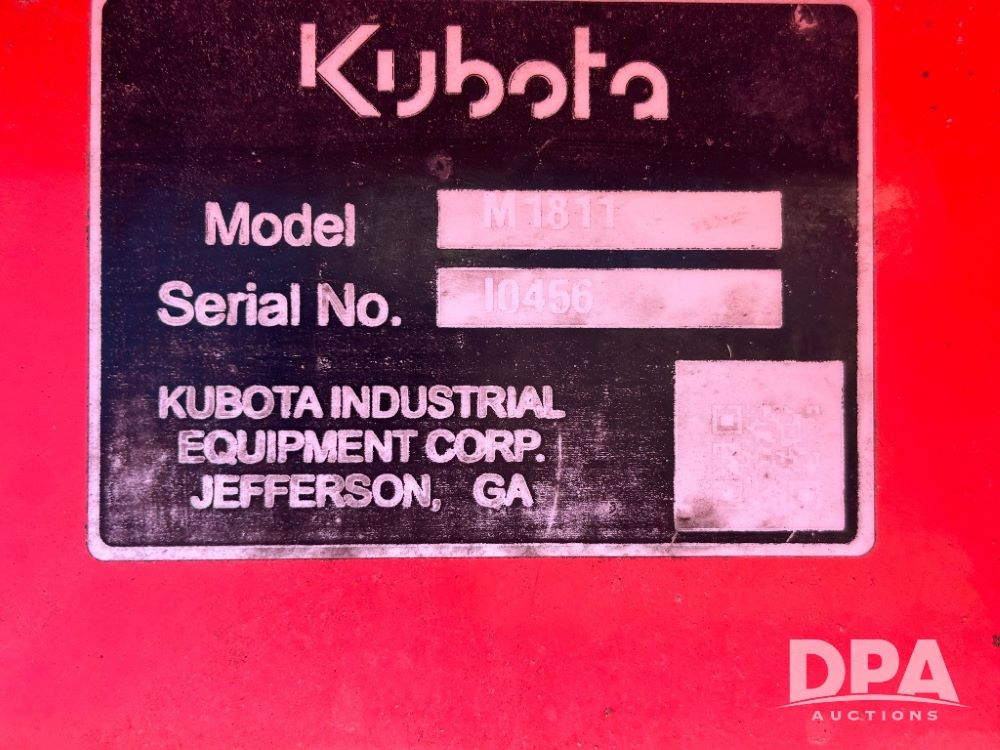 Kubota
Model M1811
Serial No. 10456
KUBOTA INDUSTRIAL
EQUIPMENT CORP.
JEFFERSON, GA
DPA
AUCTIONS